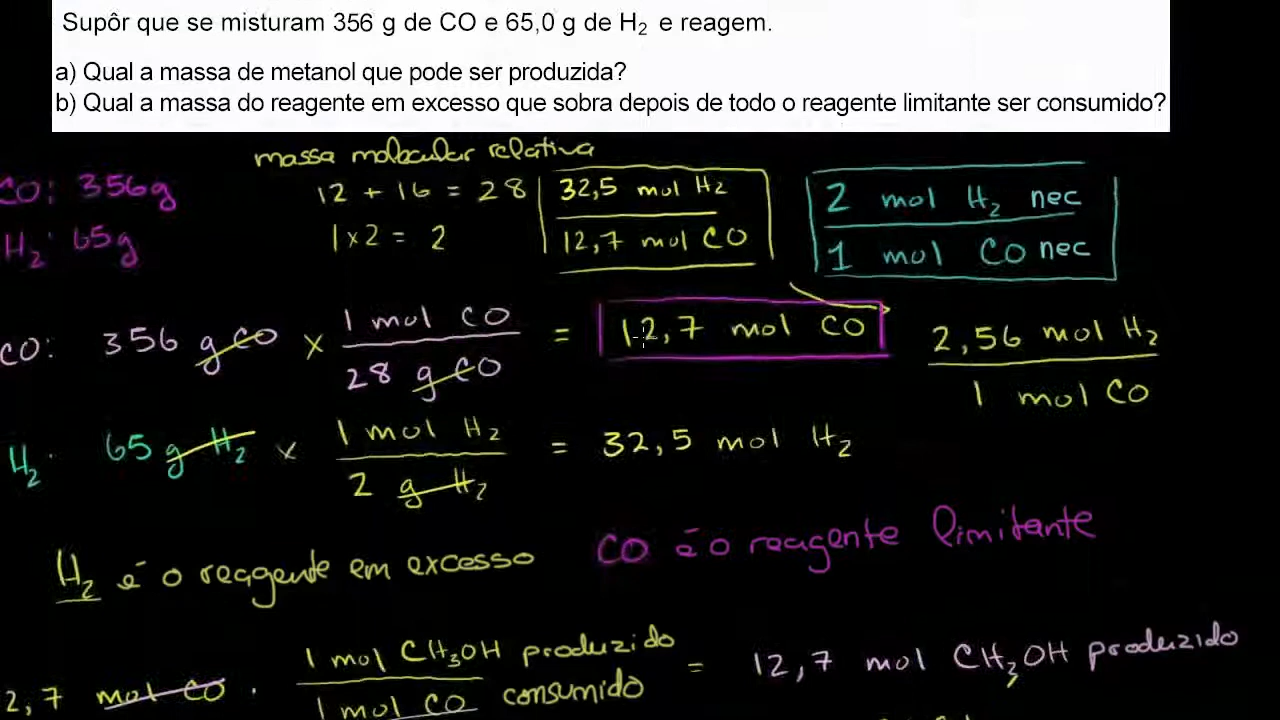 Supôr que se misturam 356 g de CO e 65,0 g de H₂ e reagem.
a) Qual a massa de metanol que pode ser produzida?
b) Qual a massa do reagente em excesso que sobra depois de todo o reagente limitante ser consumido?
massa molecular relativa
CO: 356g
12 + 16 = 28
32,5 mol H₂
12,7 mol CO
2 mol H₂ nec
1 mol CO nec
H₂: 65g
1x2 = 2
CO: 356 g CO x 1 mol CO / 28 g CO = 12,7 mol CO
2,56 mol H₂
1 mol CO
H₂. 65 g H₂ x 1 mol H₂ / 2 g H₂ = 32,5 mol H₂
H₂ é o reagente em excesso
CO é o reagente limitante
2,7 mol CO . 1 mol CH₃OH produzido / 1 mol CO consumido = 12,7 mol CH₃OH produzido